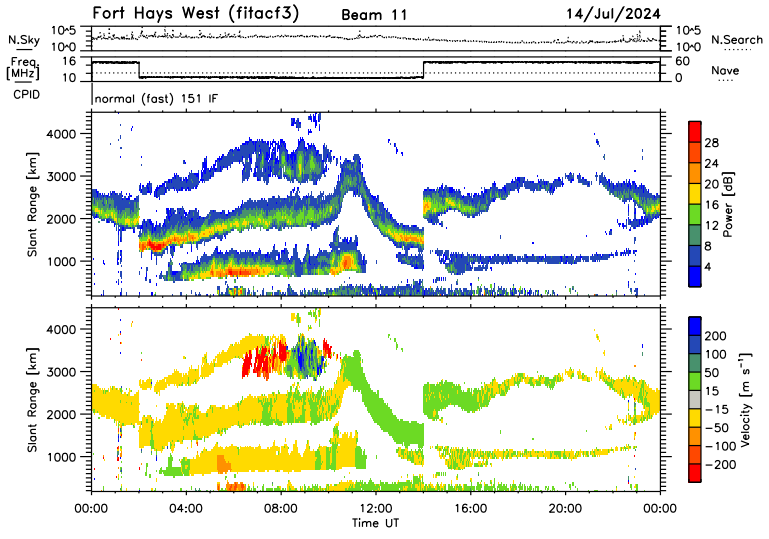 Fort Hays West (fitacf3) Beam 11 14/Jul/2024
N.Sky 10^5 10^0 10^5 10^0 N.Search
Freq. [MHz] 16 10 60 0 Nave
CPID normal (fast) 151 IF
Slant Range [km] 4000 3000 2000 1000
Power [dB] 28 24 20 16 12 8 4
Slant Range [km] 4000 3000 2000 1000
Velocity [m s⁻¹] 200 100 50 15 −15 −50 −100 −200
00:00 04:00 08:00 12:00 16:00 20:00 00:00
Time UT